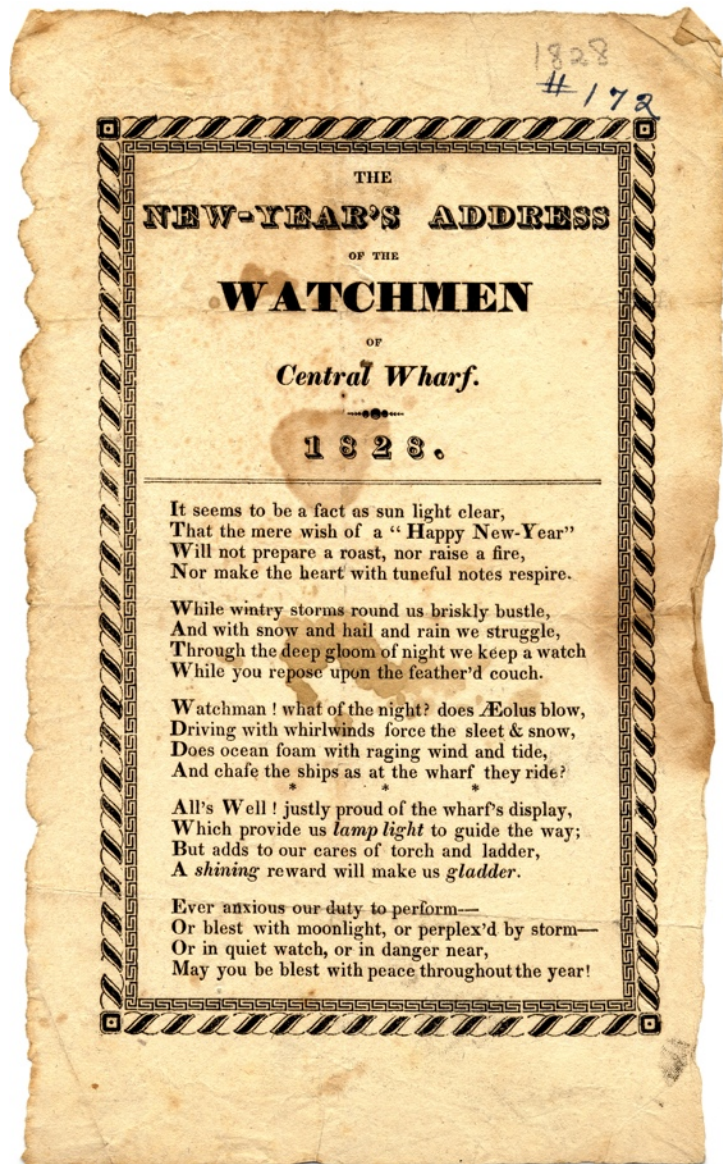 1828
# 172
THE
NEW-YEAR'S ADDRESS
OF THE
WATCHMEN
OF
Central Wharf.
1828.
It seems to be a fact as sun light clear,
That the mere wish of a “ Happy New-Year”
Will not prepare a roast, nor raise a fire,
Nor make the heart with tuneful notes respire.
While wintry storms round us briskly bustle,
And with snow and hail and rain we struggle,
Through the deep gloom of night we keep a watch
While you repose upon the feather’d couch.
Watchman ! what of the night? does Æolus blow,
Driving with whirlwinds force the sleet & snow,
Does ocean foam with raging wind and tide,
And chafe the ships as at the wharf they ride?
* * *
All’s Well ! justly proud of the wharf’s display,
Which provide us lamp light to guide the way;
But adds to our cares of torch and ladder,
A shining reward will make us gladder.
Ever anxious our duty to perform—
Or blest with moonlight, or perplex’d by storm—
Or in quiet watch, or in danger near,
May you be blest with peace throughout the year!